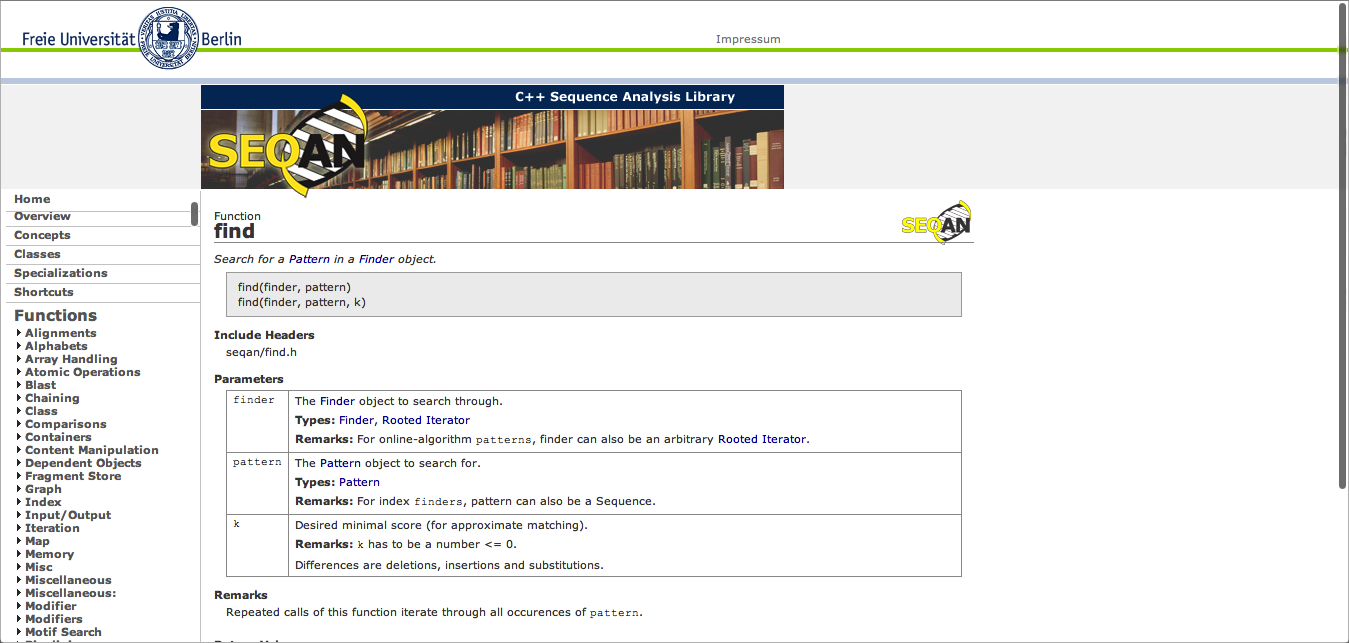 Freie Universität Berlin
Impressum
C++ Sequence Analysis Library
SEQAN
Home
Overview
Concepts
Classes
Specializations
Shortcuts
Functions
Alignments
Alphabets
Array Handling
Atomic Operations
Blast
Chaining
Class
Comparisons
Containers
Content Manipulation
Dependent Objects
Fragment Store
Graph
Index
Input/Output
Iteration
Map
Memory
Misc
Miscellaneous
Miscellaneous:
Modifier
Modifiers
Motif Search
Function
find
SEQAN
Search for a Pattern in a Finder object.
find(finder, pattern)
find(finder, pattern, k)
Include Headers
seqan/find.h
Parameters
finder The Finder object to search through.
Types: Finder, Rooted Iterator
Remarks: For online-algorithm patterns, finder can also be an arbitrary Rooted Iterator.
pattern The Pattern object to search for.
Types: Pattern
Remarks: For index finders, pattern can also be a Sequence.
k Desired minimal score (for approximate matching).
Remarks: k has to be a number <= 0.
Differences are deletions, insertions and substitutions.
Remarks
Repeated calls of this function iterate through all occurences of pattern.